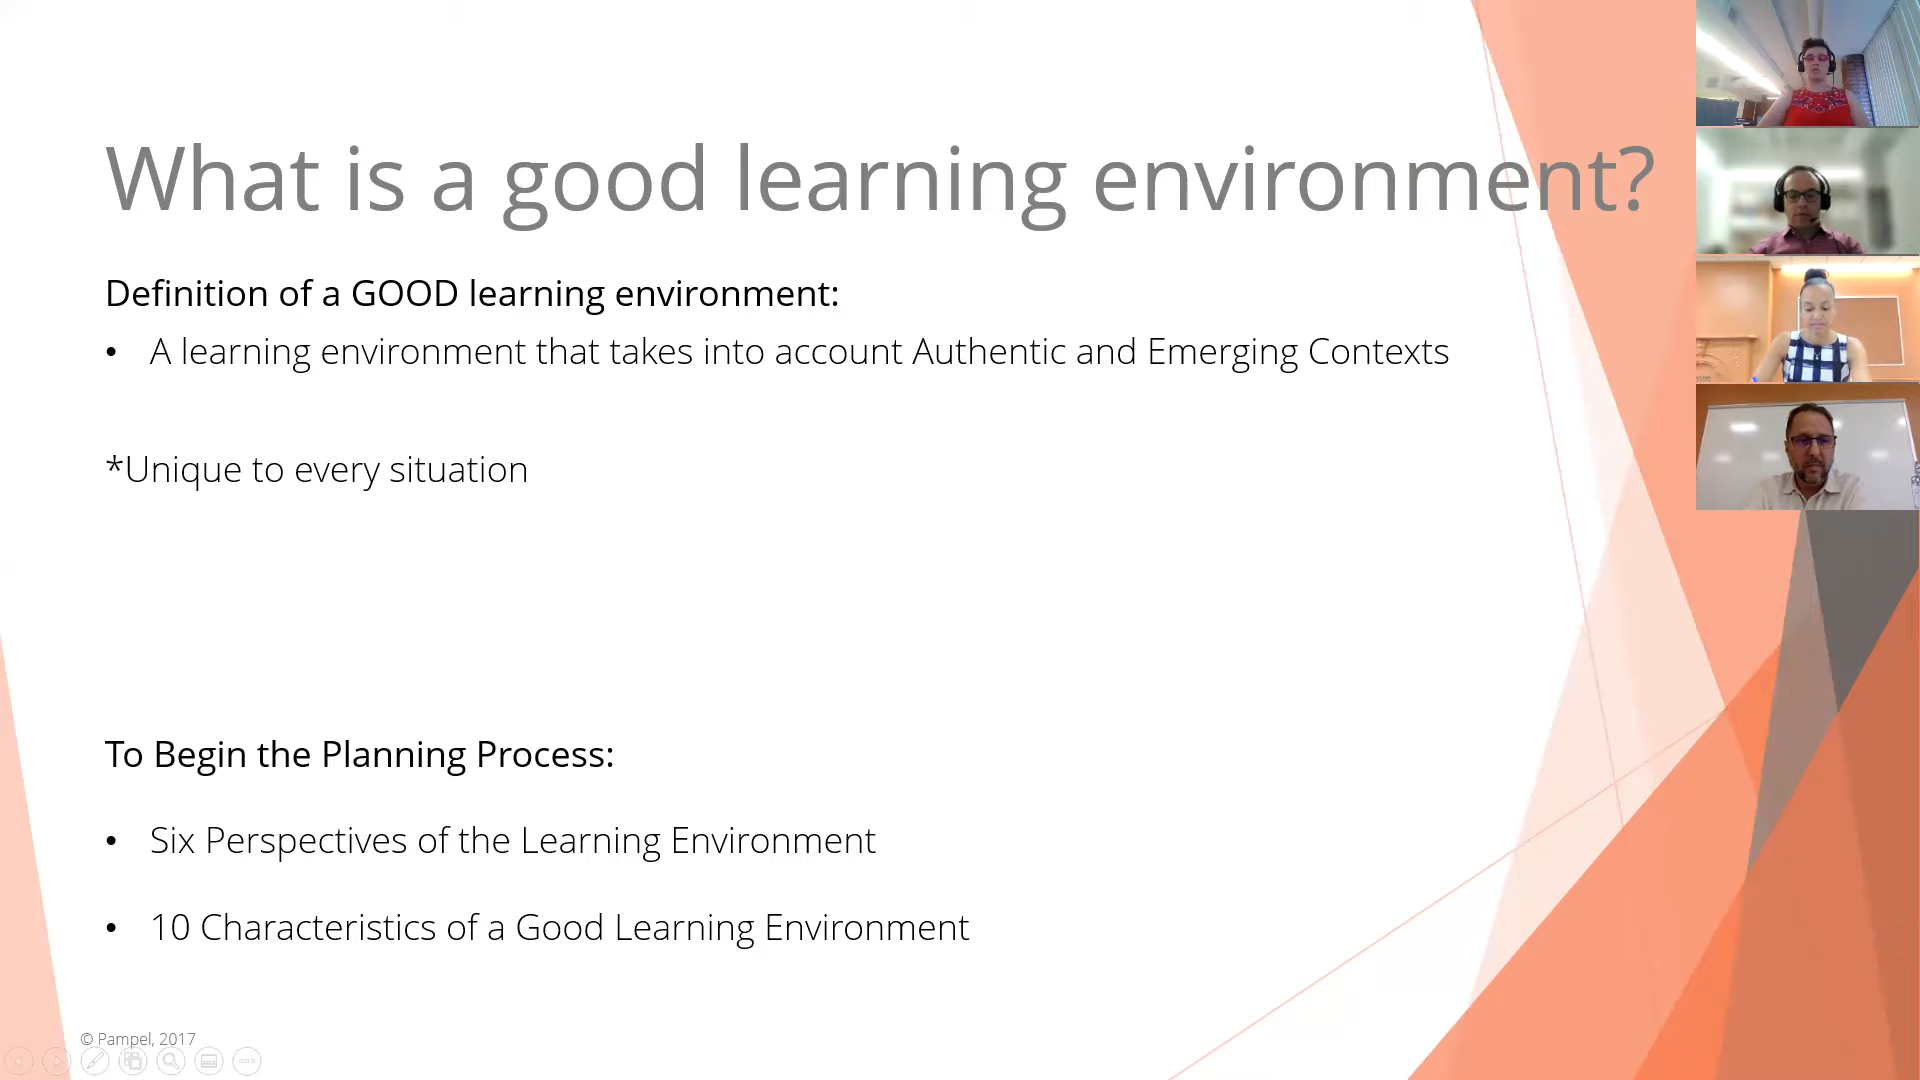 What is a good learning environment?
Definition of a GOOD learning environment:
• A learning environment that takes into account Authentic and Emerging Contexts
*Unique to every situation
To Begin the Planning Process:
• Six Perspectives of the Learning Environment
• 10 Characteristics of a Good Learning Environment
© Pampel, 2017